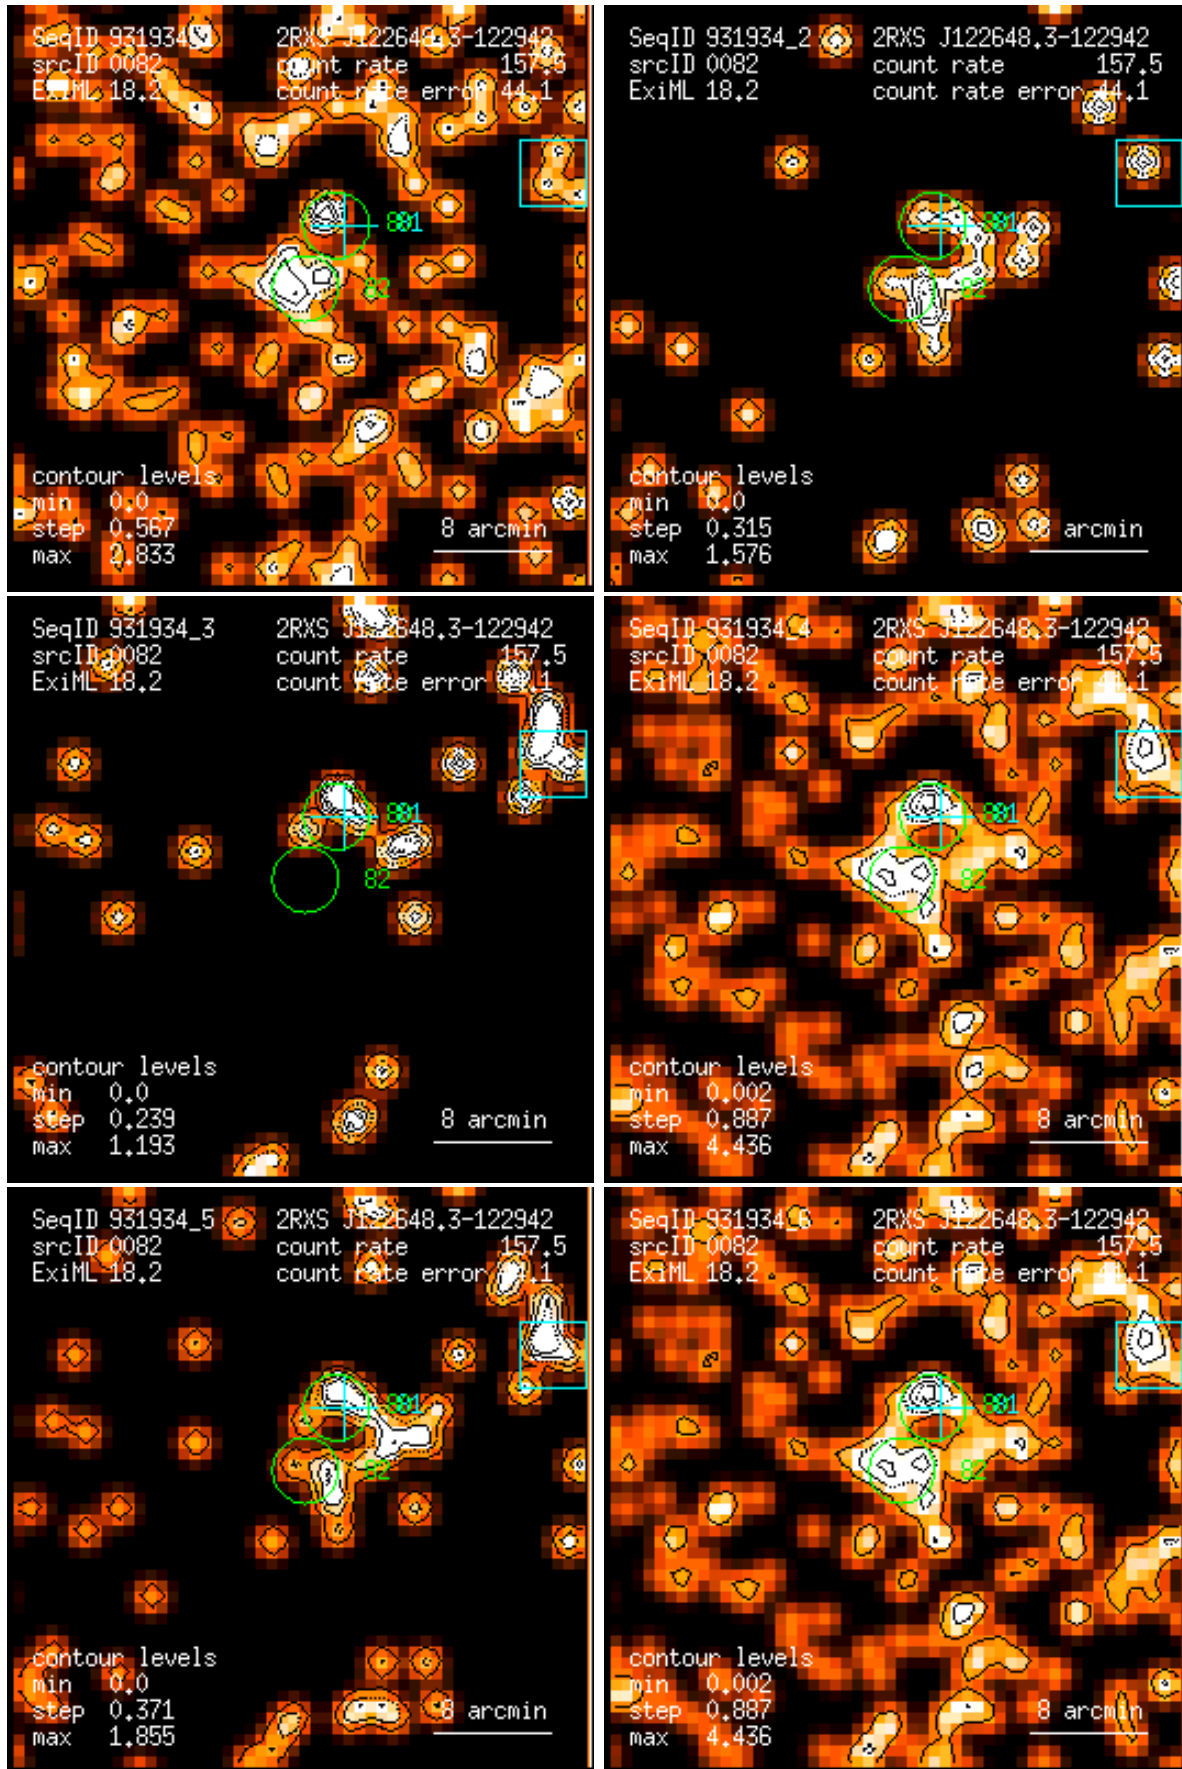 SeqID 931934_1 2RXS J122648.3-122942
srcID 0082 count rate 157.5
ExiML 18.2 count rate error 44.1
801
82
contour levels
min 0.0
step 0.567
max 2.833
8 arcmin
SeqID 931934_2 2RXS J122648.3-122942
srcID 0082 count rate 157.5
ExiML 18.2 count rate error 44.1
801
82
contour levels
min 0.0
step 0.315
max 1.576
8 arcmin
SeqID 931934_3 2RXS J122648.3-122942
srcID 0082 count rate 157.5
ExiML 18.2 count rate error 44.1
801
82
contour levels
min 0.0
step 0.239
max 1.193
8 arcmin
SeqID 931934_4 2RXS J122648.3-122942
srcID 0082 count rate 157.5
ExiML 18.2 count rate error 44.1
801
82
contour levels
min 0.002
step 0.887
max 4.436
8 arcmin
SeqID 931934_5 2RXS J122648.3-122942
srcID 0082 count rate 157.5
ExiML 18.2 count rate error 44.1
801
82
contour levels
min 0.0
step 0.371
max 1.855
8 arcmin
SeqID 931934_6 2RXS J122648.3-122942
srcID 0082 count rate 157.5
ExiML 18.2 count rate error 44.1
801
82
contour levels
min 0.002
step 0.887
max 4.436
8 arcmin